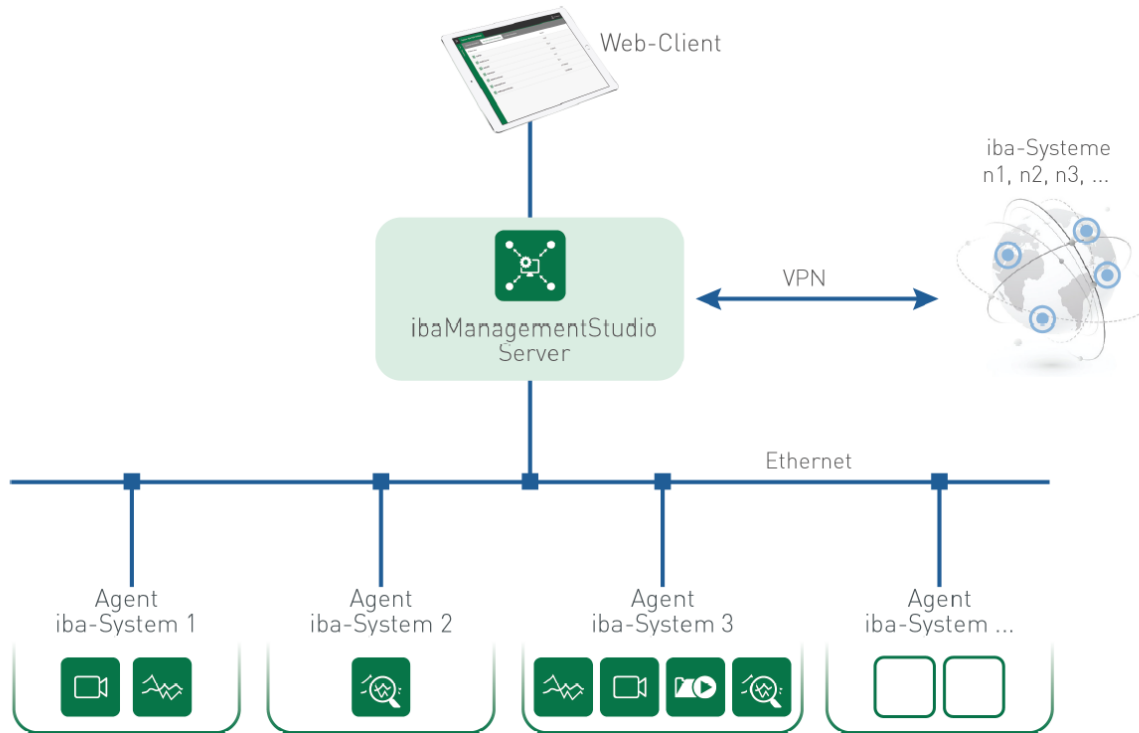 Web-Client
iba-Systeme
n1, n2, n3, ...
VPN
ibaManagementStudio
Server
Ethernet
Agent
iba-System 1
Agent
iba-System 2
Agent
iba-System 3
Agent
iba-System ...